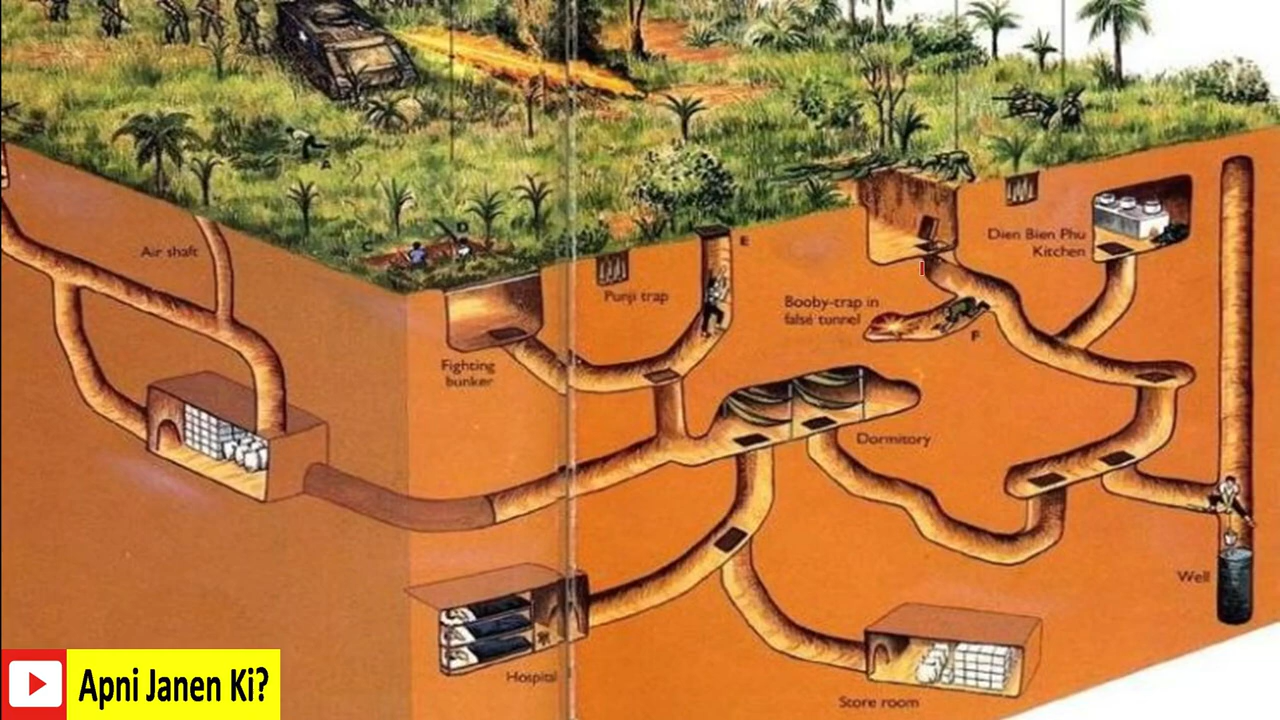 A
C
D
E
Air shaft
Punji trap
Dien Bien Phu
Kitchen
Booby-trap in
false tunnel
F
Fighting
bunker
Dormitory
Well
Hospital
Store room
Apni Janen Ki?